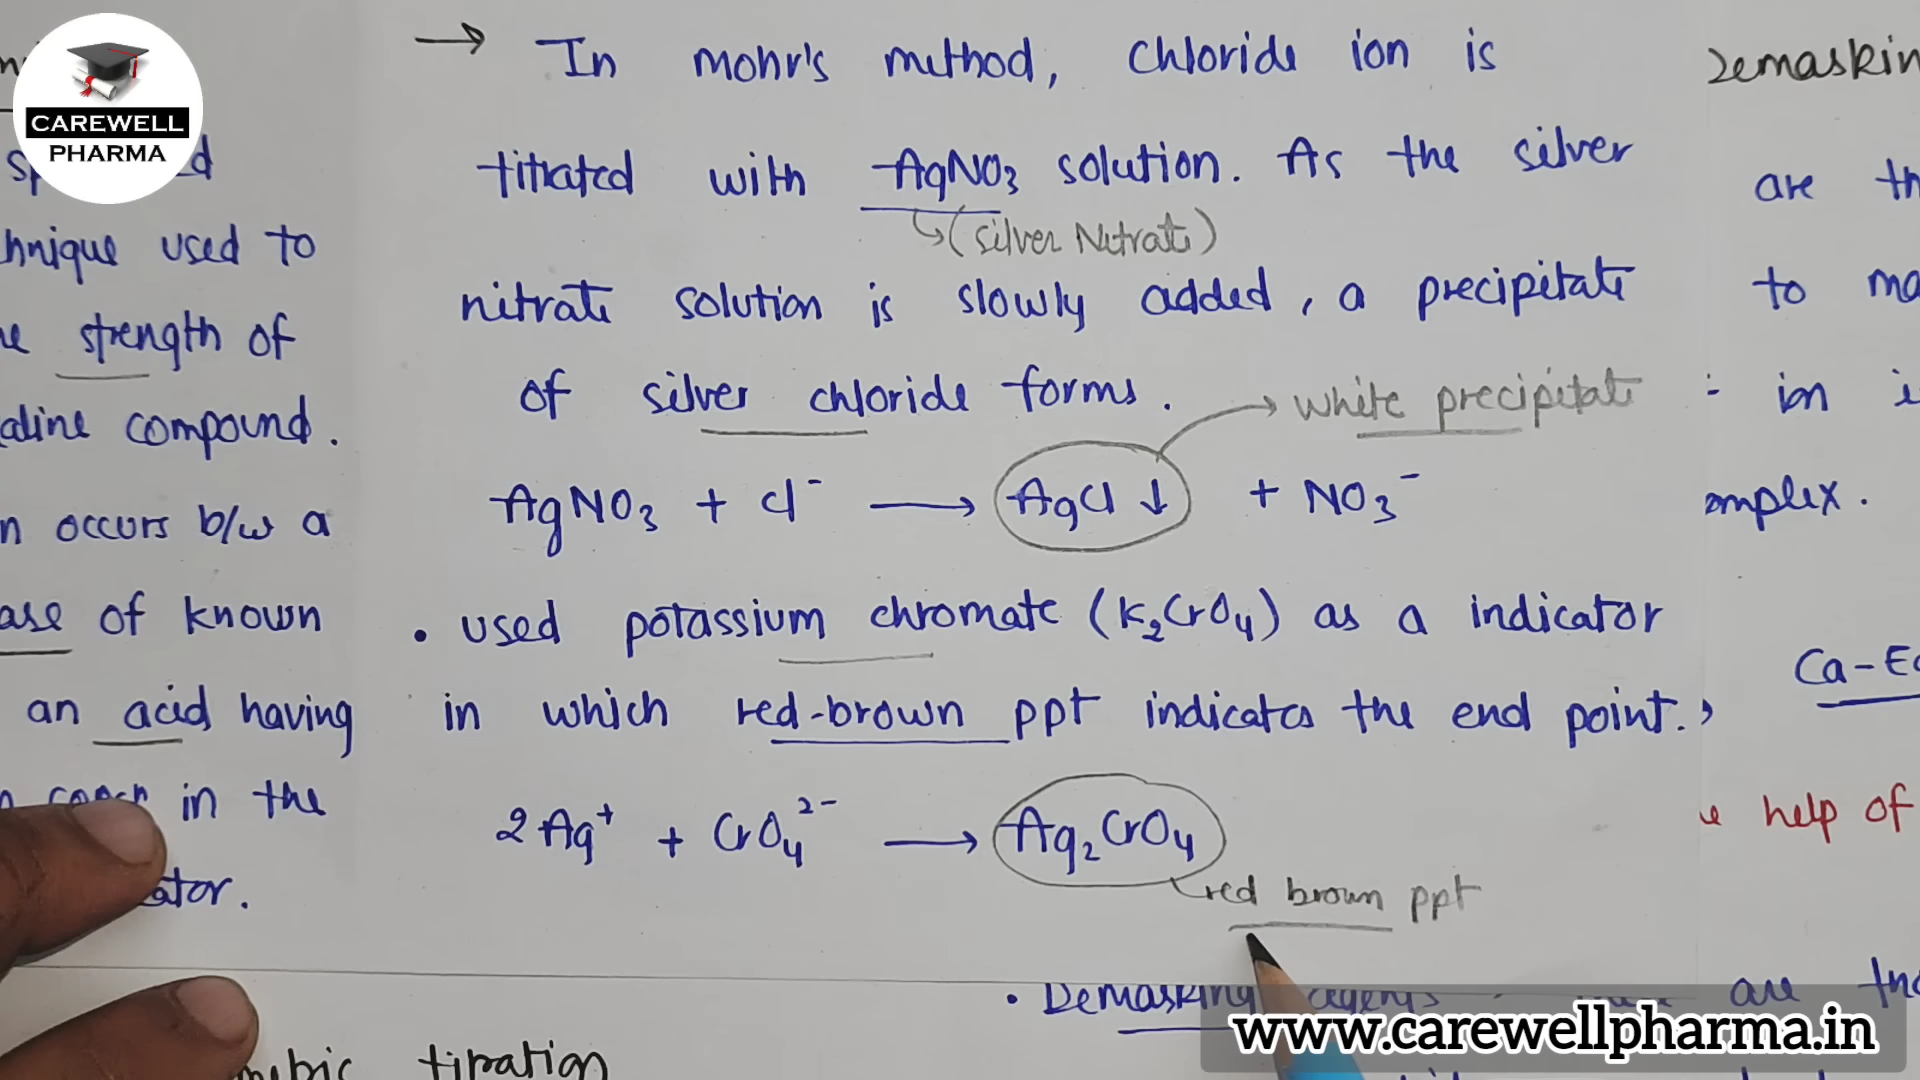 CAREWELL
PHARMA
→ In mohr's method, chloride ion is
titrated with AgNO₃ solution. As the silver
(silver Nitrate)
nitrate solution is slowly added, a precipitate
of silver chloride forms. → white precipitate
AgNO₃ + Cl⁻ → AgCl ↓ + NO₃⁻
• used potassium chromate (K₂CrO₄) as a indicator
in which red-brown ppt indicates the end point.
2Ag⁺ + CrO₄²⁻ → Ag₂CrO₄
red brown ppt
used to
strength of
compound.
occurs b/w a
of known
an acid having
in the
are
to
ion
Ca-
help of
• Demasking are
titration
www.carewellpharma.in